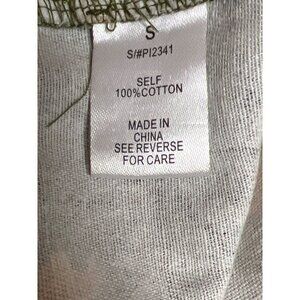 S
S/#PI2341
SELF
100%COTTON
MADE IN
CHINA
SEE REVERSE
FOR CARE